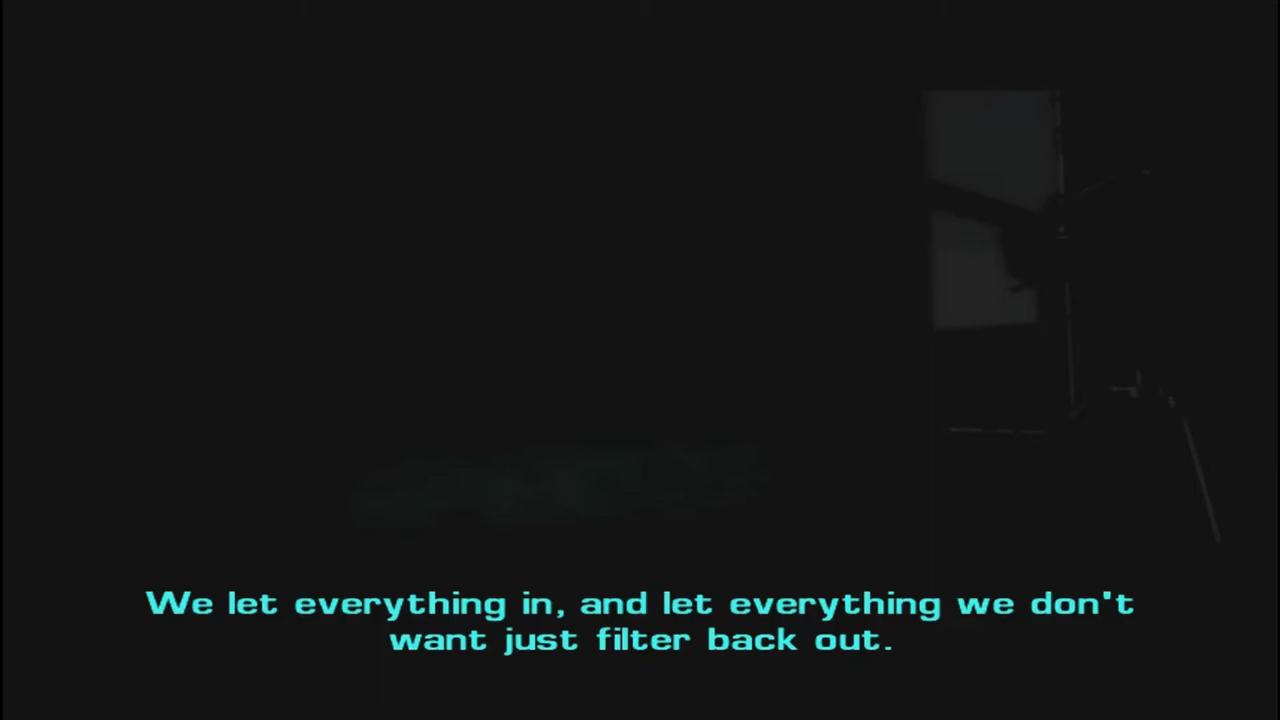 We let everything in, and let everything we don't
want just filter back out.